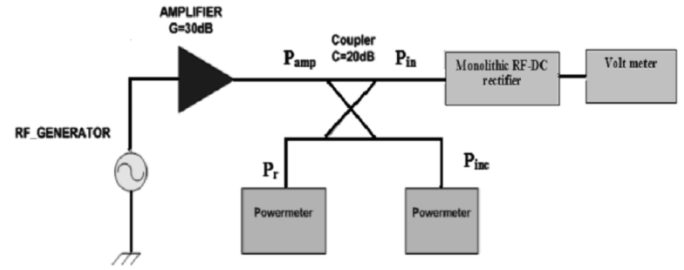 AMPLIFIER
G=30dB
Coupler
C=20dB
Pamp
Pin
Monolithic RF-DC
rectifier
Volt meter
RF_GENERATOR
Pr
Pinc
Powermeter
Powermeter